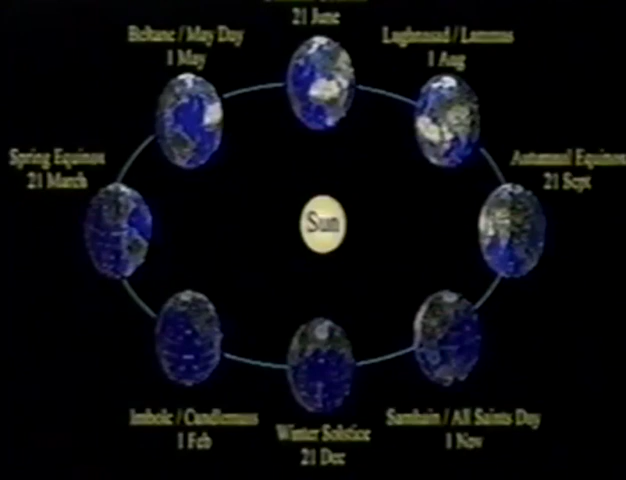 21 June
Beltane / May Day
1 May
Lughnasad / Lammas
1 Aug
Spring Equinox
21 March
Autumnal Equinox
21 Sept
Sun
Imbolc / Candlemass
1 Feb
Winter Solstice
21 Dec
Samhain / All Saints Day
1 Nov